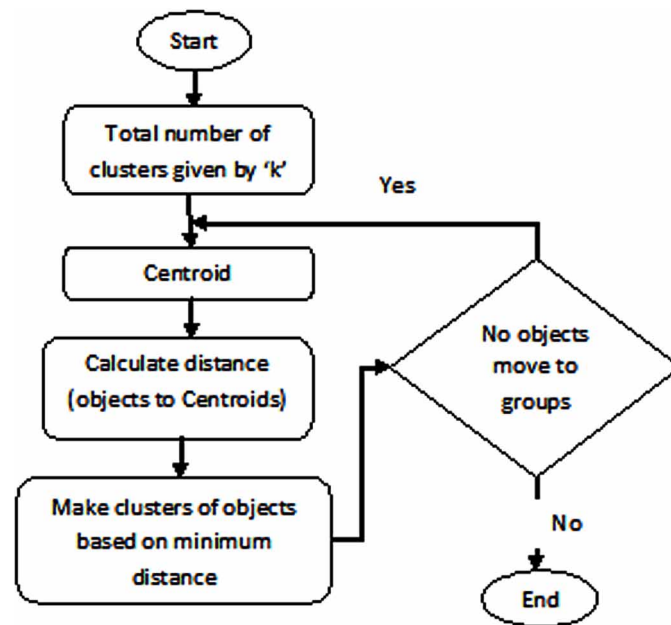 Start
Total number of
clusters given by ‘k’
Yes
Centroid
Calculate distance
(objects to Centroids)
No objects
move to
groups
Make clusters of objects
based on minimum
distance
No
End